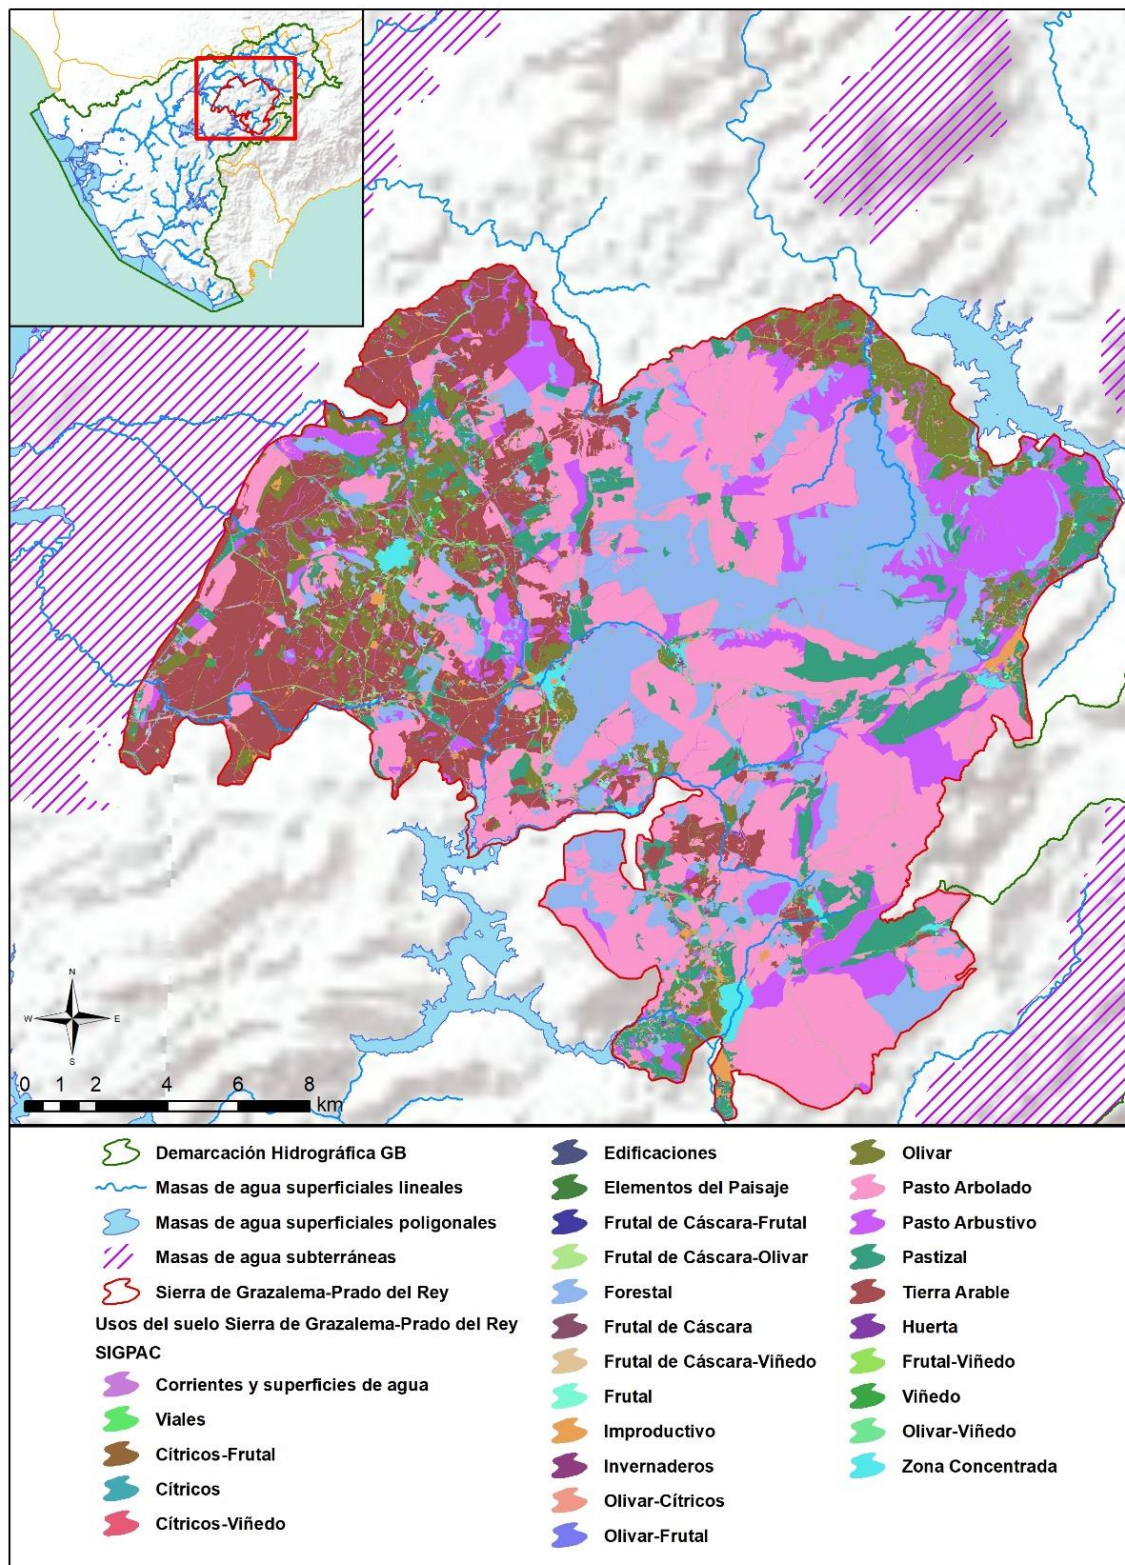 N
W E
S
0 1 2 4 6 8
km
Demarcación Hidrográfica GB
Masas de agua superficiales lineales
Masas de agua superficiales poligonales
Masas de agua subterráneas
Sierra de Grazalema-Prado del Rey
Usos del suelo Sierra de Grazalema-Prado del Rey
SIGPAC
Corrientes y superficies de agua
Viales
Cítricos-Frutal
Cítricos
Cítricos-Viñedo
Edificaciones
Elementos del Paisaje
Frutal de Cáscara-Frutal
Frutal de Cáscara-Olivar
Forestal
Frutal de Cáscara
Frutal de Cáscara-Viñedo
Frutal
Improductivo
Invernaderos
Olivar-Cítricos
Olivar-Frutal
Olivar
Pasto Arbolado
Pasto Arbustivo
Pastizal
Tierra Arable
Huerta
Frutal-Viñedo
Viñedo
Olivar-Viñedo
Zona Concentrada